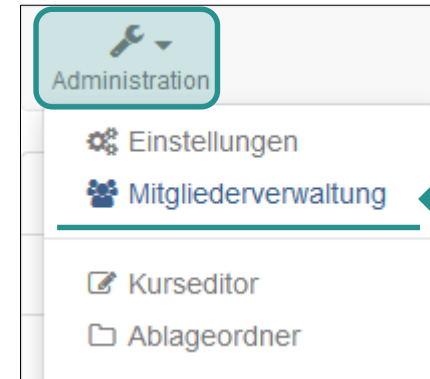 Administration
Einstellungen
Mitgliederverwaltung
Kurseditor
Ablageordner